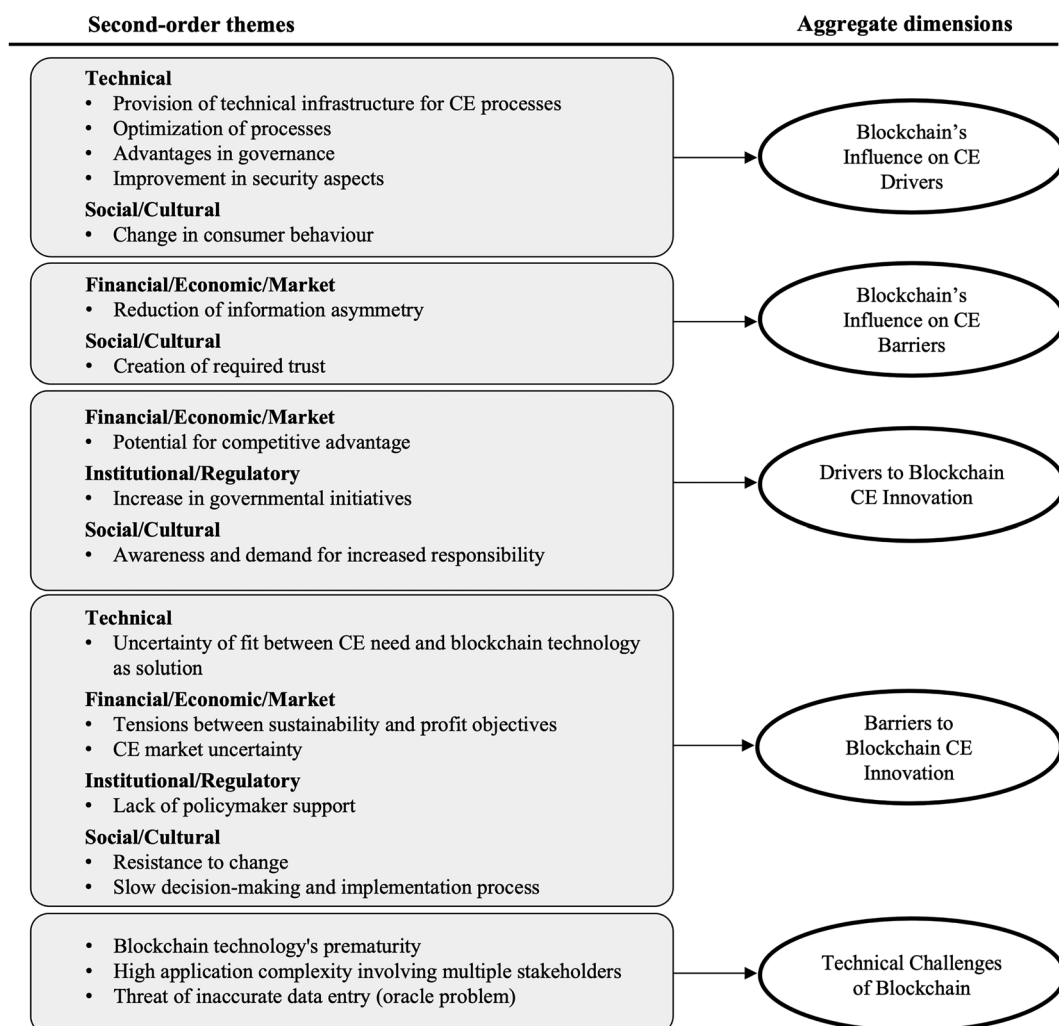 Second-order themes
Aggregate dimensions
Technical
• Provision of technical infrastructure for CE processes
• Optimization of processes
• Advantages in governance
• Improvement in security aspects
Social/Cultural
• Change in consumer behaviour
Blockchain's
Influence on CE
Drivers
Financial/Economic/Market
• Reduction of information asymmetry
Social/Cultural
• Creation of required trust
Blockchain's
Influence on CE
Barriers
Financial/Economic/Market
• Potential for competitive advantage
Institutional/Regulatory
• Increase in governmental initiatives
Social/Cultural
• Awareness and demand for increased responsibility
Drivers to Blockchain
CE Innovation
Technical
• Uncertainty of fit between CE need and blockchain technology
as solution
Financial/Economic/Market
• Tensions between sustainability and profit objectives
• CE market uncertainty
Institutional/Regulatory
• Lack of policymaker support
Social/Cultural
• Resistance to change
• Slow decision-making and implementation process
Barriers to
Blockchain CE
Innovation
• Blockchain technology's prematurity
• High application complexity involving multiple stakeholders
• Threat of inaccurate data entry (oracle problem)
Technical Challenges
of Blockchain